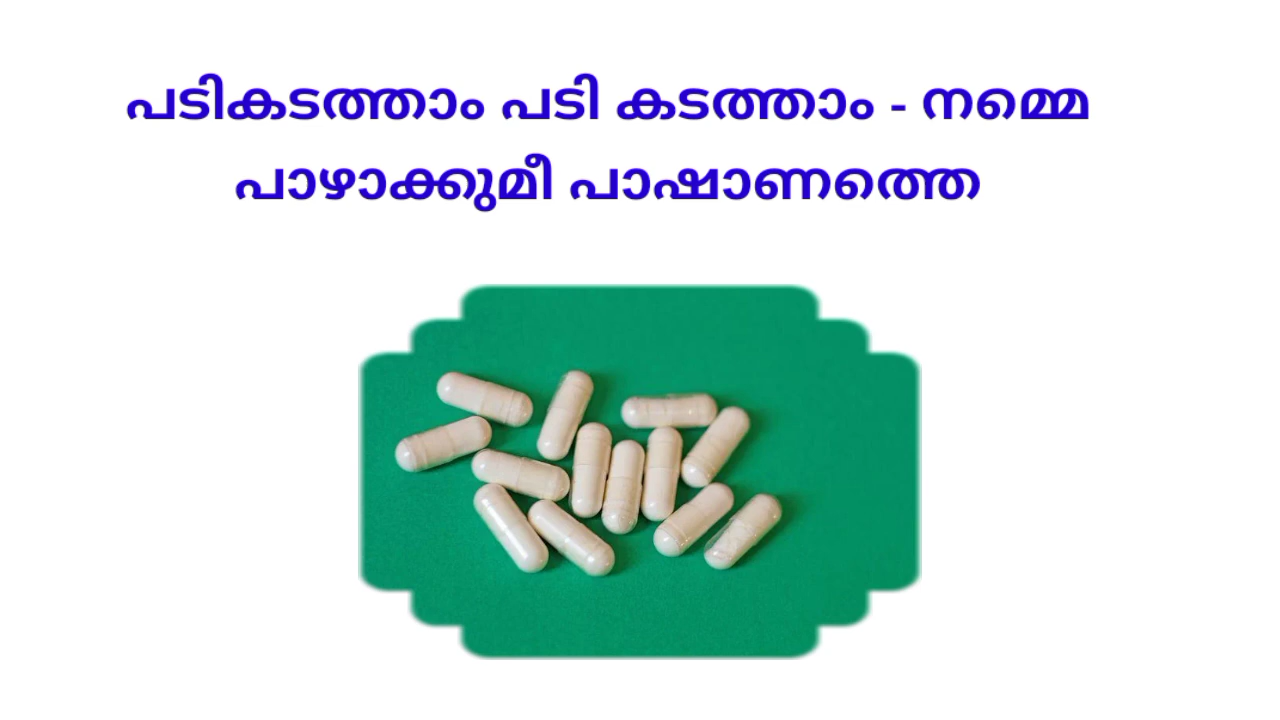 പടികടത്താം പടി കടത്താം - നമ്മെ
പാഴാക്കുമീ പാഷാണത്തെ